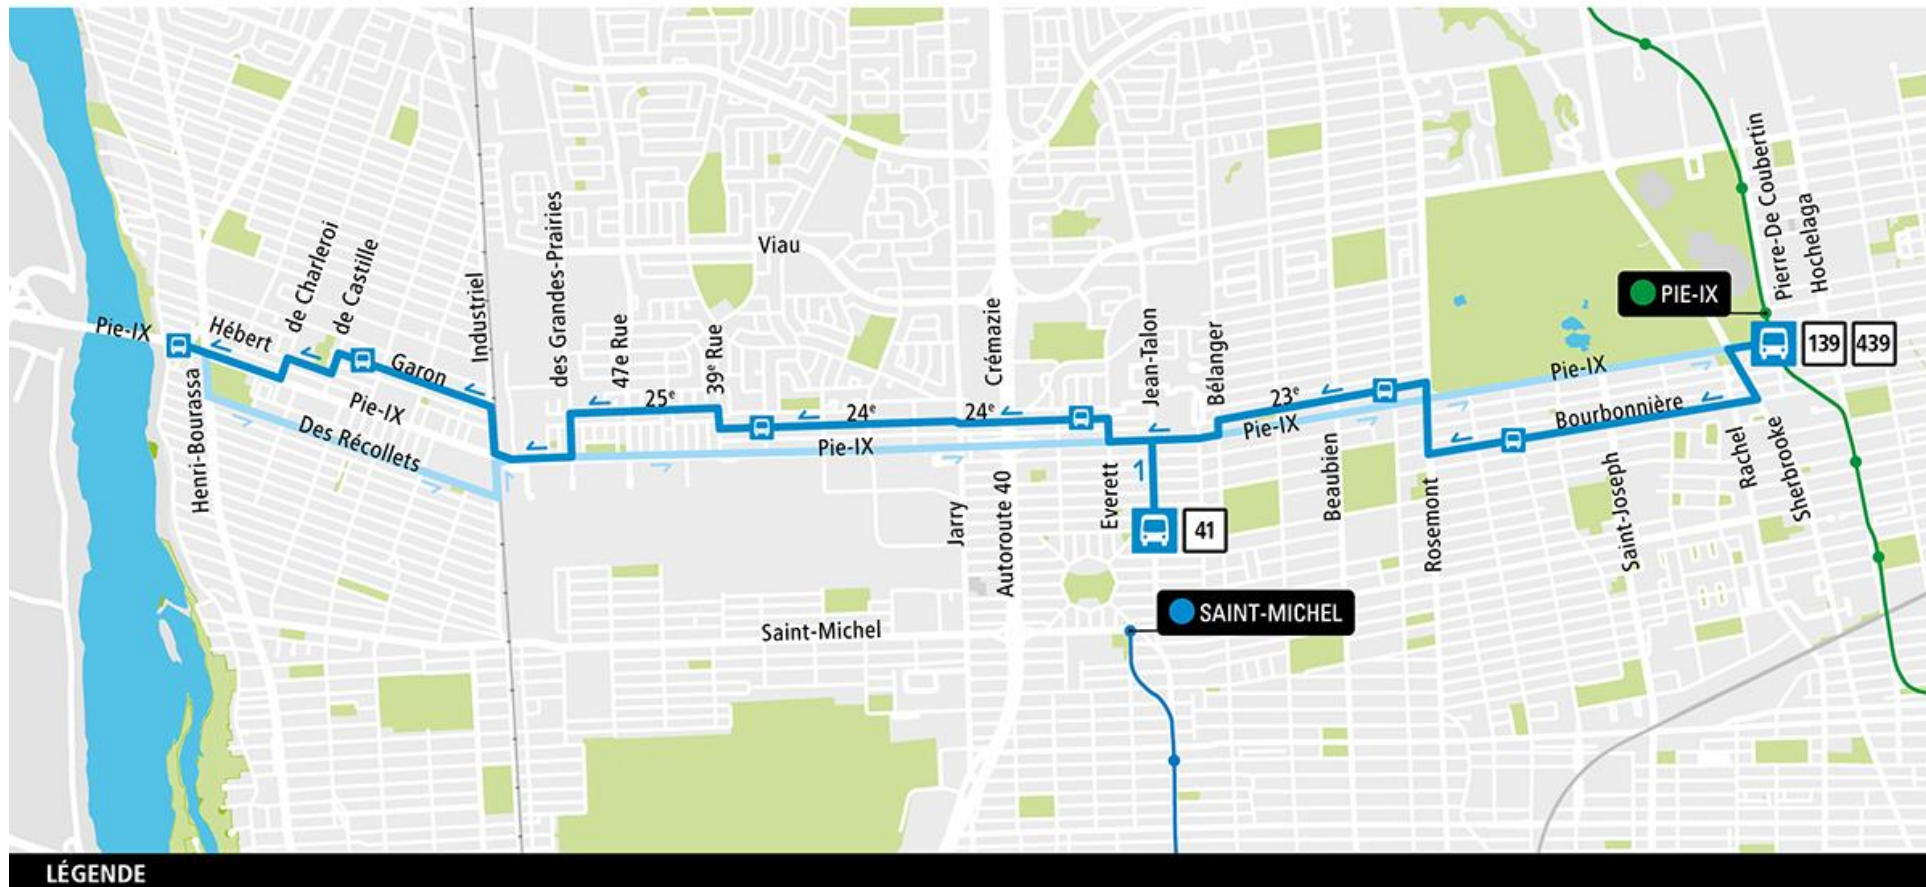 Pierre-De Coubertin
Hochelaga
de Charleroi
de Castille
des Grandes-Prairies
Viau
Industriel
PIE-IX
Crémazie
Jean-Talon
Bélanger
47e Rue
39e Rue
Pie-IX
Hébert
Garon
139
439
Pie-IX
Henri-Bourassa
Pie-IX
25e
24e
24e
23e
Bourbonnière
Des Récollets
Pie-IX
Pie-IX
Beaubien
Rosemont
Saint-Joseph
Rachel
Sherbrooke
Jarry
Autoroute 40
Everett
41
SAINT-MICHEL
Saint-Michel
LÉGENDE